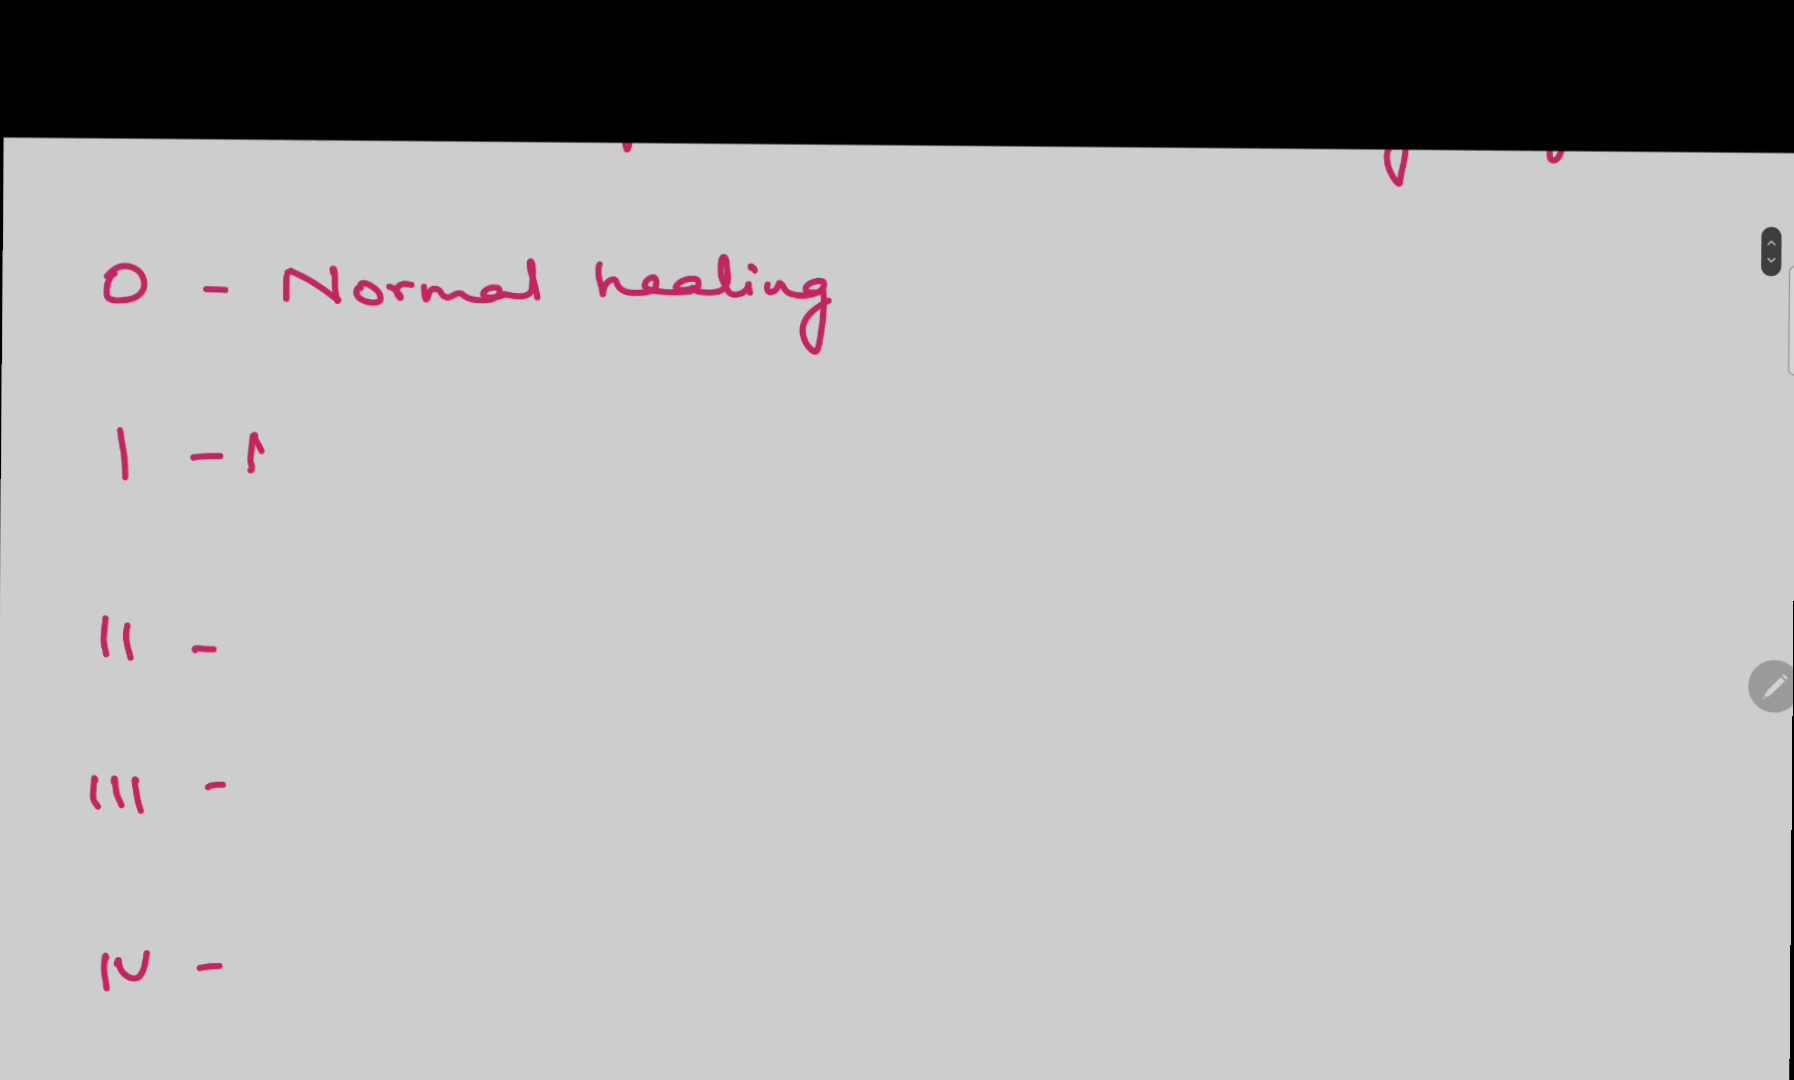 0 - Normal healing
I -
II -
III -
IV -